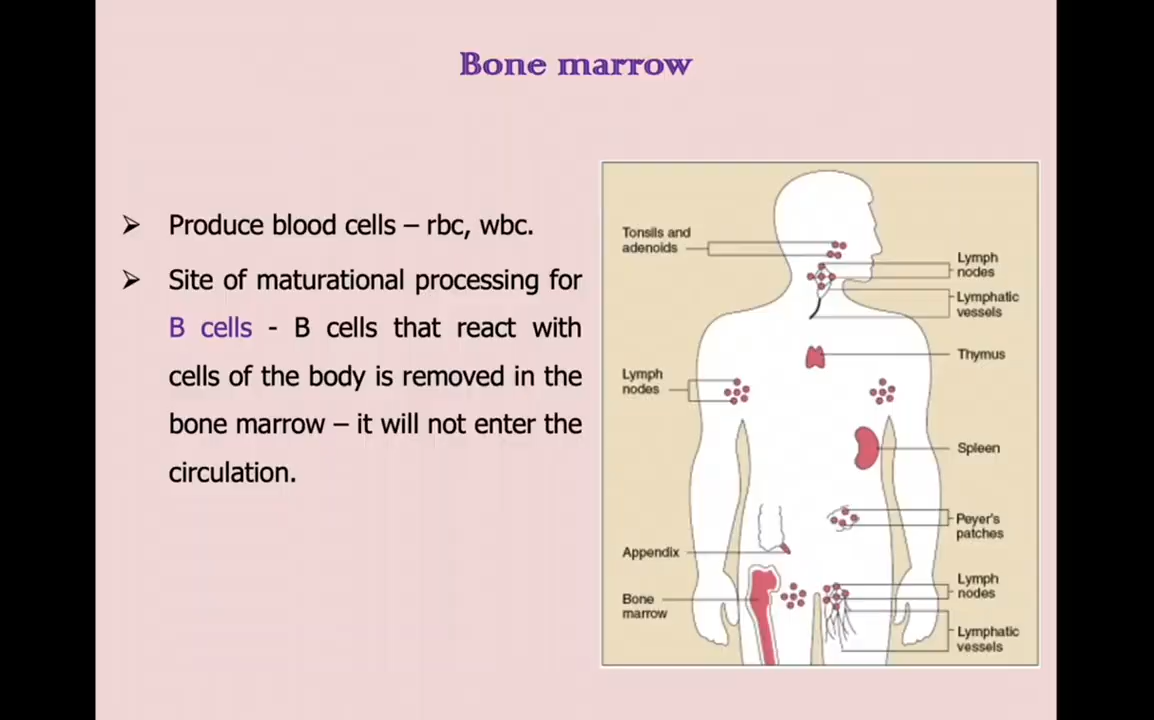 Bone marrow
➢ Produce blood cells – rbc, wbc.
➢ Site of maturational processing for
B cells - B cells that react with
cells of the body is removed in the
bone marrow – it will not enter the
circulation.
Tonsils and
adenoids
Lymph
nodes
Lymphatic
vessels
Thymus
Lymph
nodes
Spleen
Peyer's
patches
Appendix
Lymph
nodes
Bone
marrow
Lymphatic
vessels